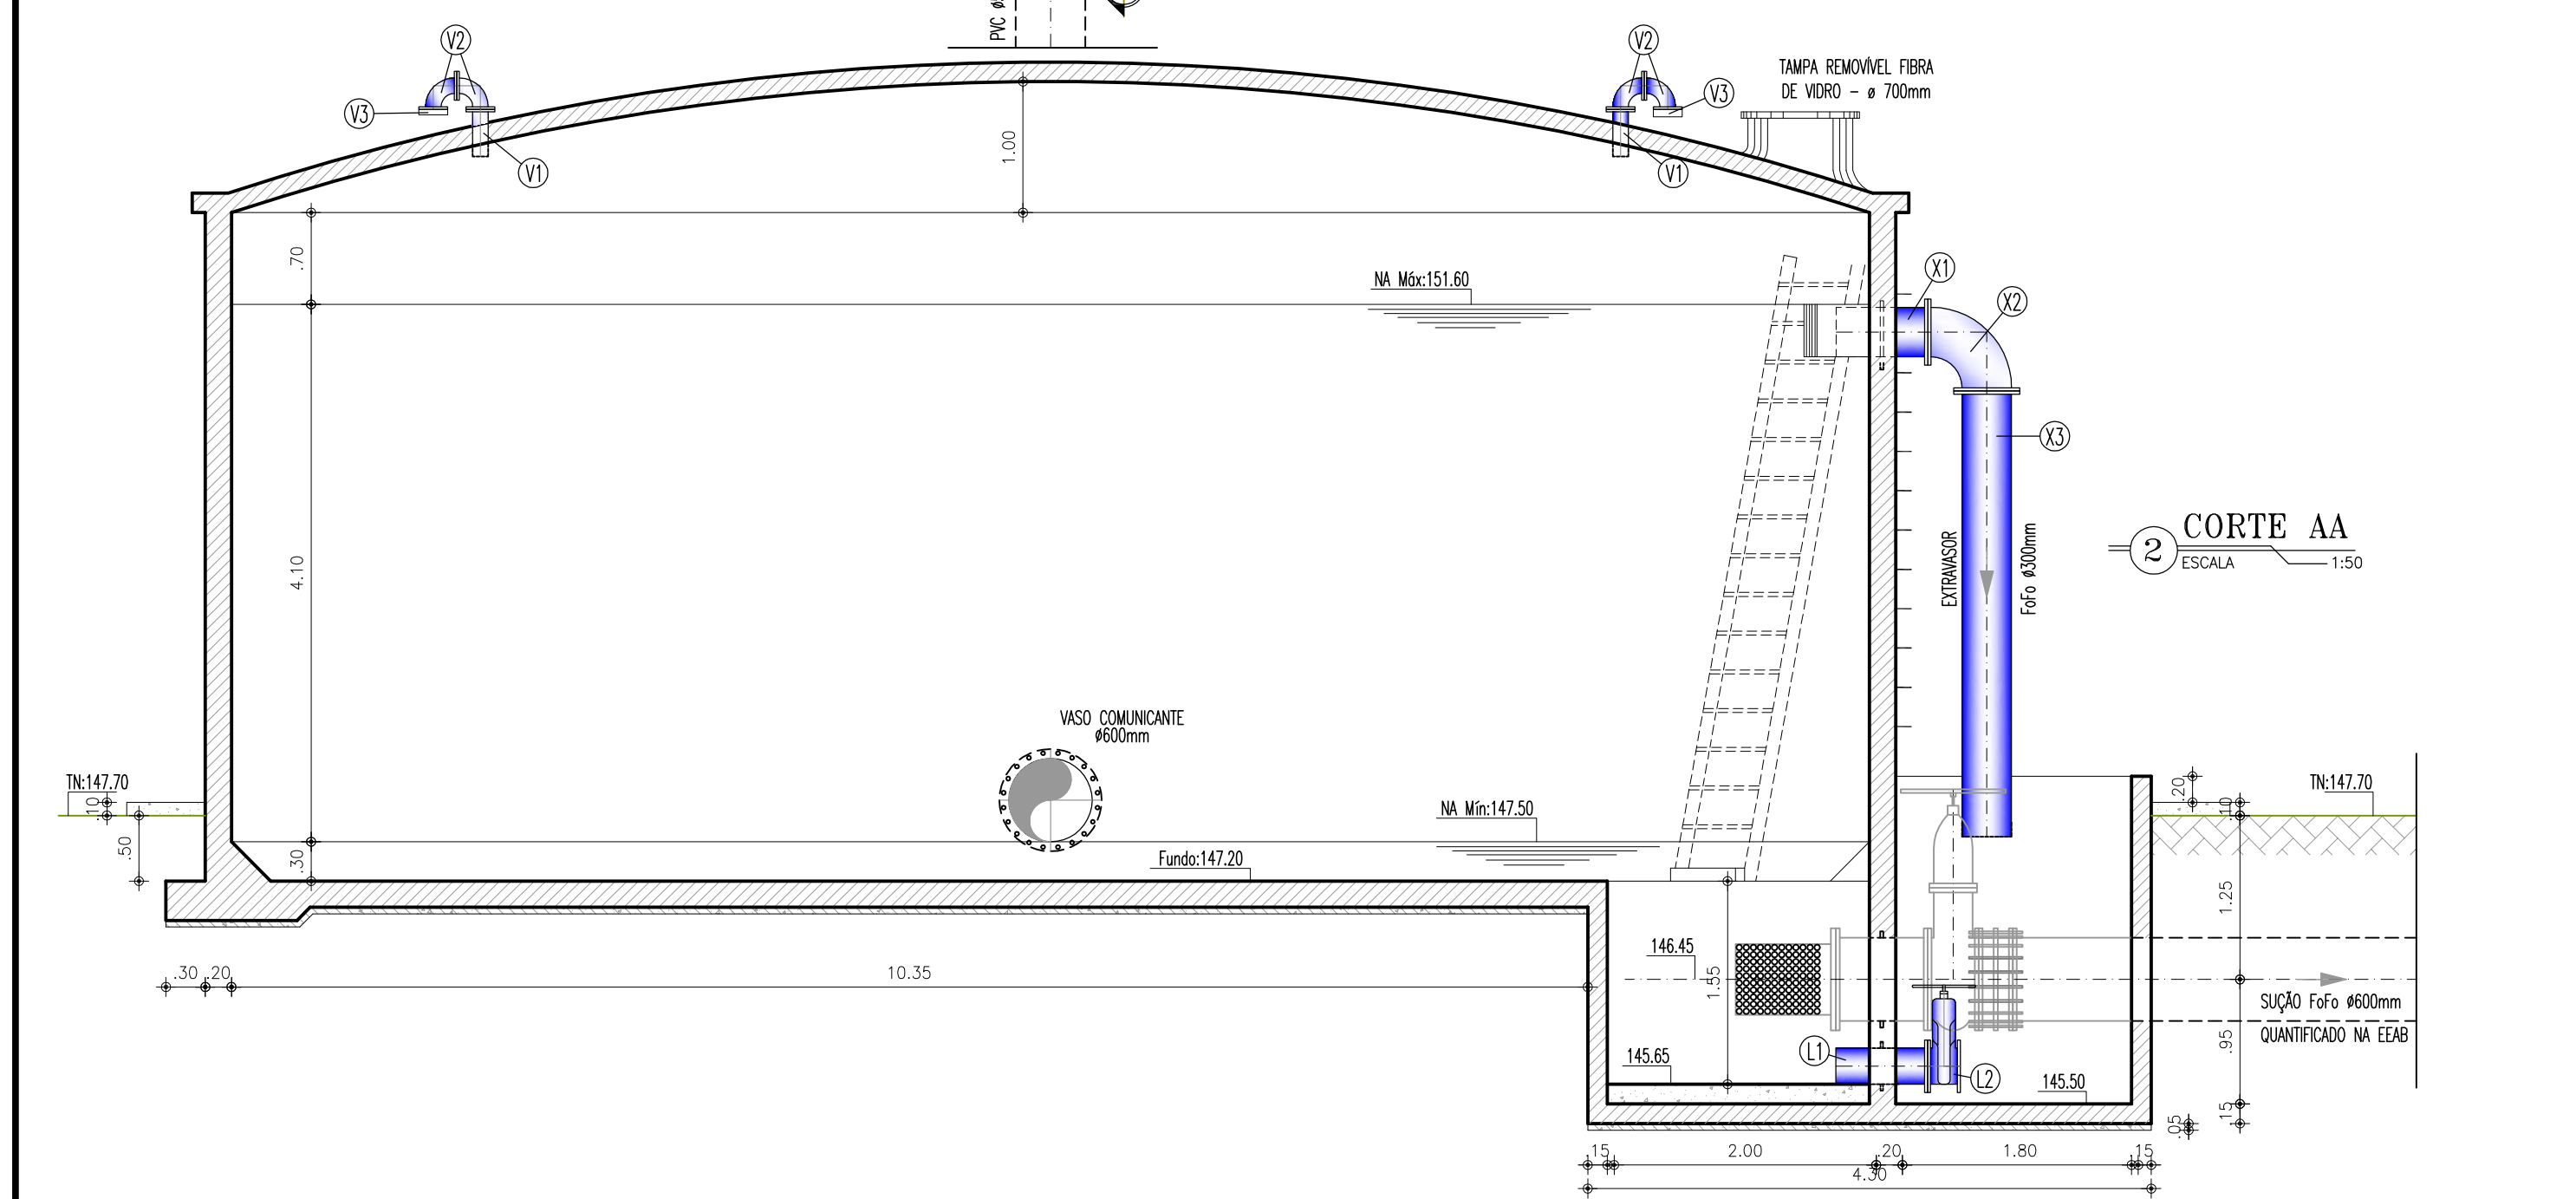 PVC ø
V2
V3
V1
V2
V3
V1
TAMPA REMOVÍVEL FIBRA
DE VIDRO - ø 700mm
1.00
.70
NA Máx:151.60
X1
X2
X3
4.10
EXTRAVASOR
FoFo ø300mm
2
CORTE AA
ESCALA
1:50
VASO COMUNICANTE
ø600mm
TN:147.70
.10
.50
.30
NA Mín:147.50
Fundo:147.20
.20
.10
TN:147.70
1.25
146.45
1.55
.30
.20
10.35
SUÇÃO FoFo ø600mm
QUANTIFICADO NA EEAB
.95
L1
145.65
L2
145.50
.15
.05
.15
2.00
.20
1.80
.15
4.30